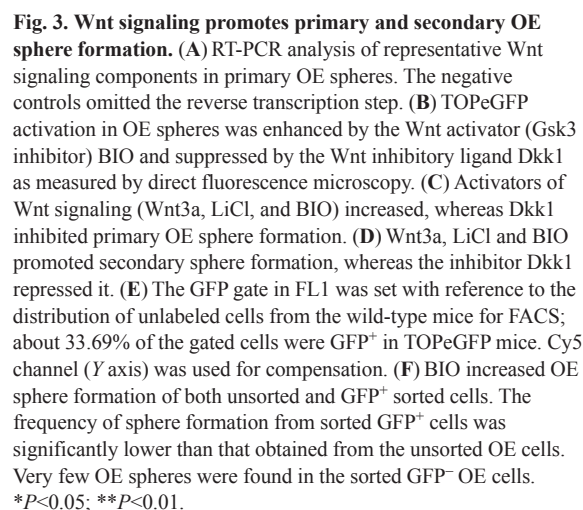 Fig. 3. Wnt signaling promotes primary and secondary OE
sphere formation. (A) RT-PCR analysis of representative Wnt
signaling components in primary OE spheres. The negative
controls omitted the reverse transcription step. (B) TOPeGFP
activation in OE spheres was enhanced by the Wnt activator (Gsk3
inhibitor) BIO and suppressed by the Wnt inhibitory ligand Dkk1
as measured by direct fluorescence microscopy. (C) Activators of
Wnt signaling (Wnt3a, LiCl, and BIO) increased, whereas Dkk1
inhibited primary OE sphere formation. (D) Wnt3a, LiCl and BIO
promoted secondary sphere formation, whereas the inhibitor Dkk1
repressed it. (E) The GFP gate in FL1 was set with reference to the
distribution of unlabeled cells from the wild-type mice for FACS;
about 33.69% of the gated cells were GFP⁺ in TOPeGFP mice. Cy5
channel (Y axis) was used for compensation. (F) BIO increased OE
sphere formation of both unsorted and GFP⁺ sorted cells. The
frequency of sphere formation from sorted GFP⁺ cells was
significantly lower than that obtained from the unsorted OE cells.
Very few OE spheres were found in the sorted GFP⁻ OE cells.
*P<0.05; **P<0.01.